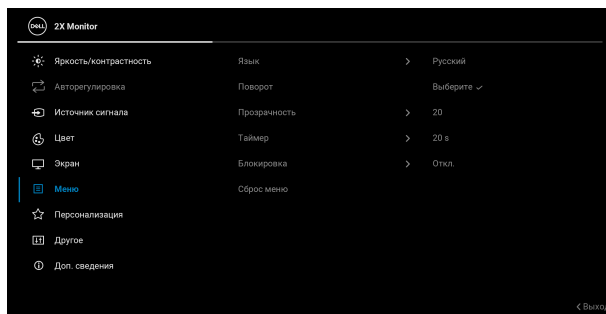 DELL 2X Monitor
Яркость/контрастность Язык Русский
Авторегулировка Поворот Выберите
Источник сигнала Прозрачность 20
Цвет Таймер 20 s
Экран Блокировка Откл.
Меню Сброс меню
Персонализация
Другое
Доп. сведения
Выход